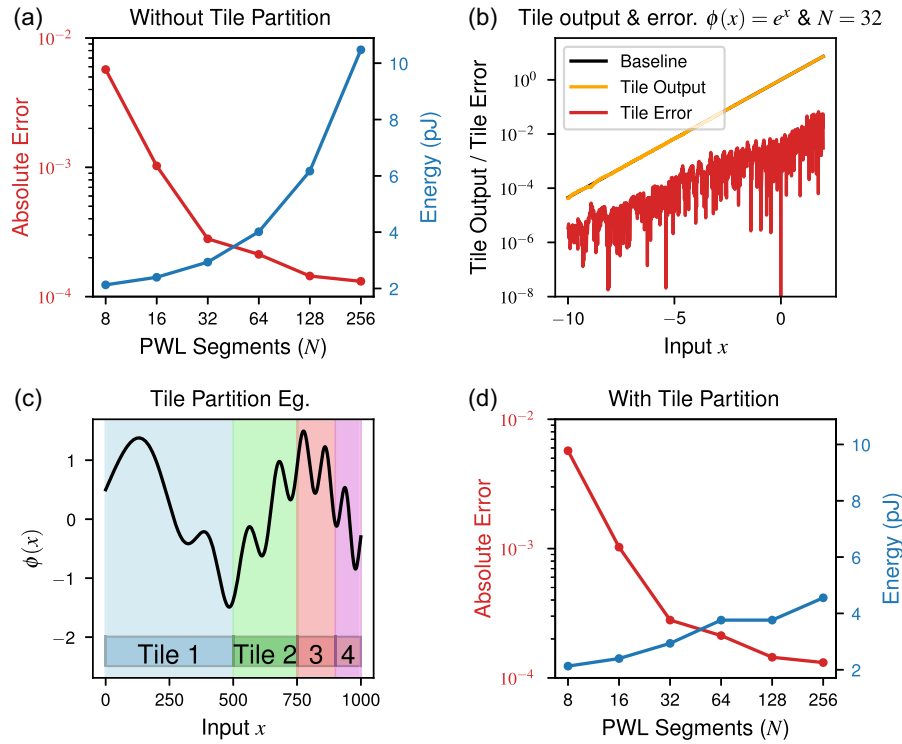 (a)
Without Tile Partition
10⁻²
10⁻³
10⁻⁴
Absolute Error
10
8
6
4
2
Energy (pJ)
8 16 32 64 128 256
PWL Segments (N)
(b)
Tile output & error. ϕ(x) = eˣ & N = 32
Baseline
Tile Output
Tile Error
10⁰
10⁻²
10⁻⁴
10⁻⁶
10⁻⁸
Tile Output / Tile Error
−10 −5 0
Input x
(c)
Tile Partition Eg.
1
0
−1
−2
ϕ(x)
Tile 1 Tile 2 3 4
0 250 500 750 1000
Input x
(d)
With Tile Partition
10⁻²
10⁻³
10⁻⁴
Absolute Error
10
8
6
4
2
Energy (pJ)
8 16 32 64 128 256
PWL Segments (N)